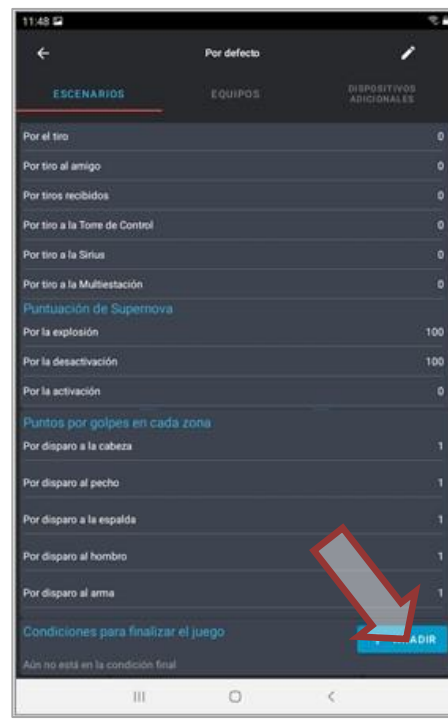 11:48
Por defecto
ESCENARIOS
EQUIPOS
DISPOSITIVOS
ADICIONALES
Por el tiro 0
Por tiro al amigo 0
Por tiros recibidos 0
Por tiro a la Torre de Control 0
Por tiro a la Sirius 0
Por tiro a la Multiestación 0
Puntuación de Supernova
Por la explosión 100
Por la desactivación 100
Por la activación 0
Puntos por golpes en cada zona
Por disparo a la cabeza 1
Por disparo al pecho 1
Por disparo a la espalda 1
Por disparo al hombro 1
Por disparo al arma 1
Condiciones para finalizar el juego
Aún no está en la condición final